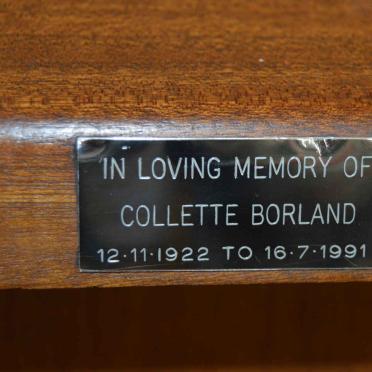 IN LOVING MEMORY OF
COLLETTE BORLAND
12·11·1922 TO 16·7·1991